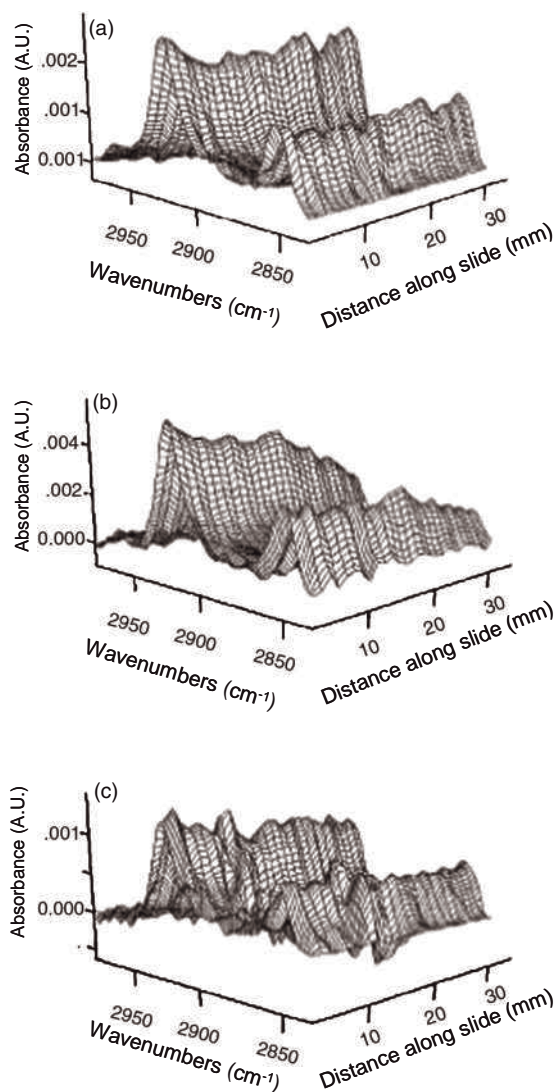 (a)
Absorbance (A.U.)
.002
.001
0.001
2950
2900
2850
Wavenumbers (cm⁻¹)
10
20
30
Distance along slide (mm)
(b)
Absorbance (A.U.)
.004
.002
0.000
2950
2900
2850
Wavenumbers (cm⁻¹)
10
20
30
Distance along slide (mm)
(c)
Absorbance (A.U.)
.001
0.000
2950
2900
2850
Wavenumbers (cm⁻¹)
10
20
30
Distance along slide (mm)